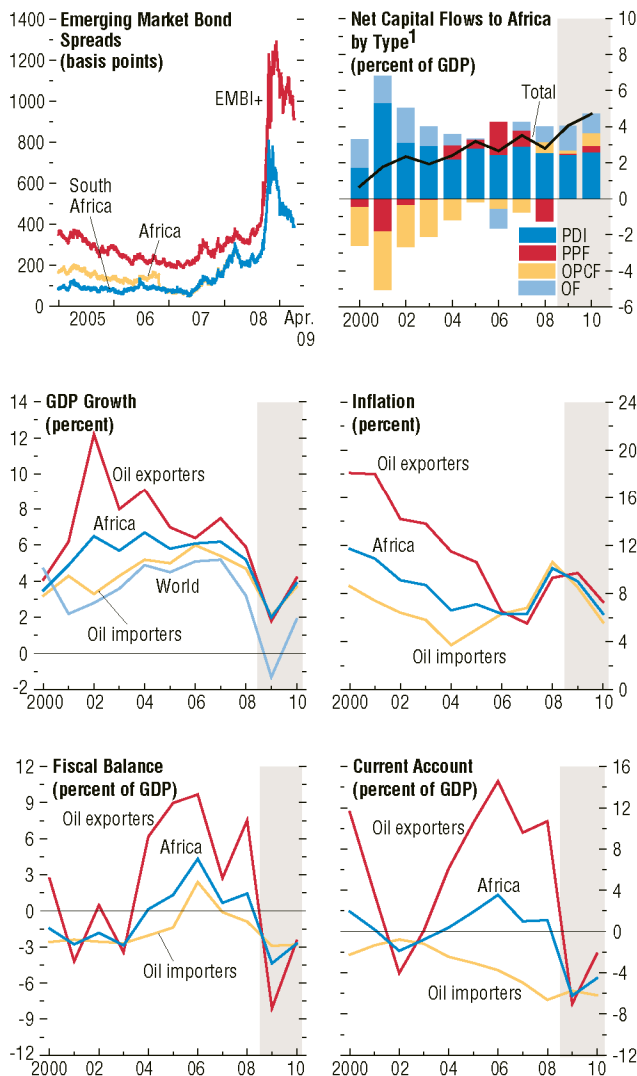 Emerging Market Bond
Spreads
(basis points)
1400
1200
1000
800
600
400
200
0
EMBI+
South
Africa
Africa
2005
06
07
08
Apr.
09
Net Capital Flows to Africa
by Type1
(percent of GDP)
Total
10
8
6
4
2
0
-2
-4
-6
PDI
PPF
OPCF
OF
2000
02
04
06
08
10
GDP Growth
(percent)
14
12
10
8
6
4
2
0
-2
Oil exporters
Africa
World
Oil importers
2000
02
04
06
08
10
Inflation
(percent)
24
20
16
12
8
4
0
Oil exporters
Africa
Oil importers
2000
02
04
06
08
10
Fiscal Balance
(percent of GDP)
12
9
6
3
0
-3
-6
-9
-12
Oil exporters
Africa
Oil importers
2000
02
04
06
08
10
Current Account
(percent of GDP)
16
12
8
4
0
-4
-8
-12
Oil exporters
Africa
Oil importers
2000
02
04
06
08
10